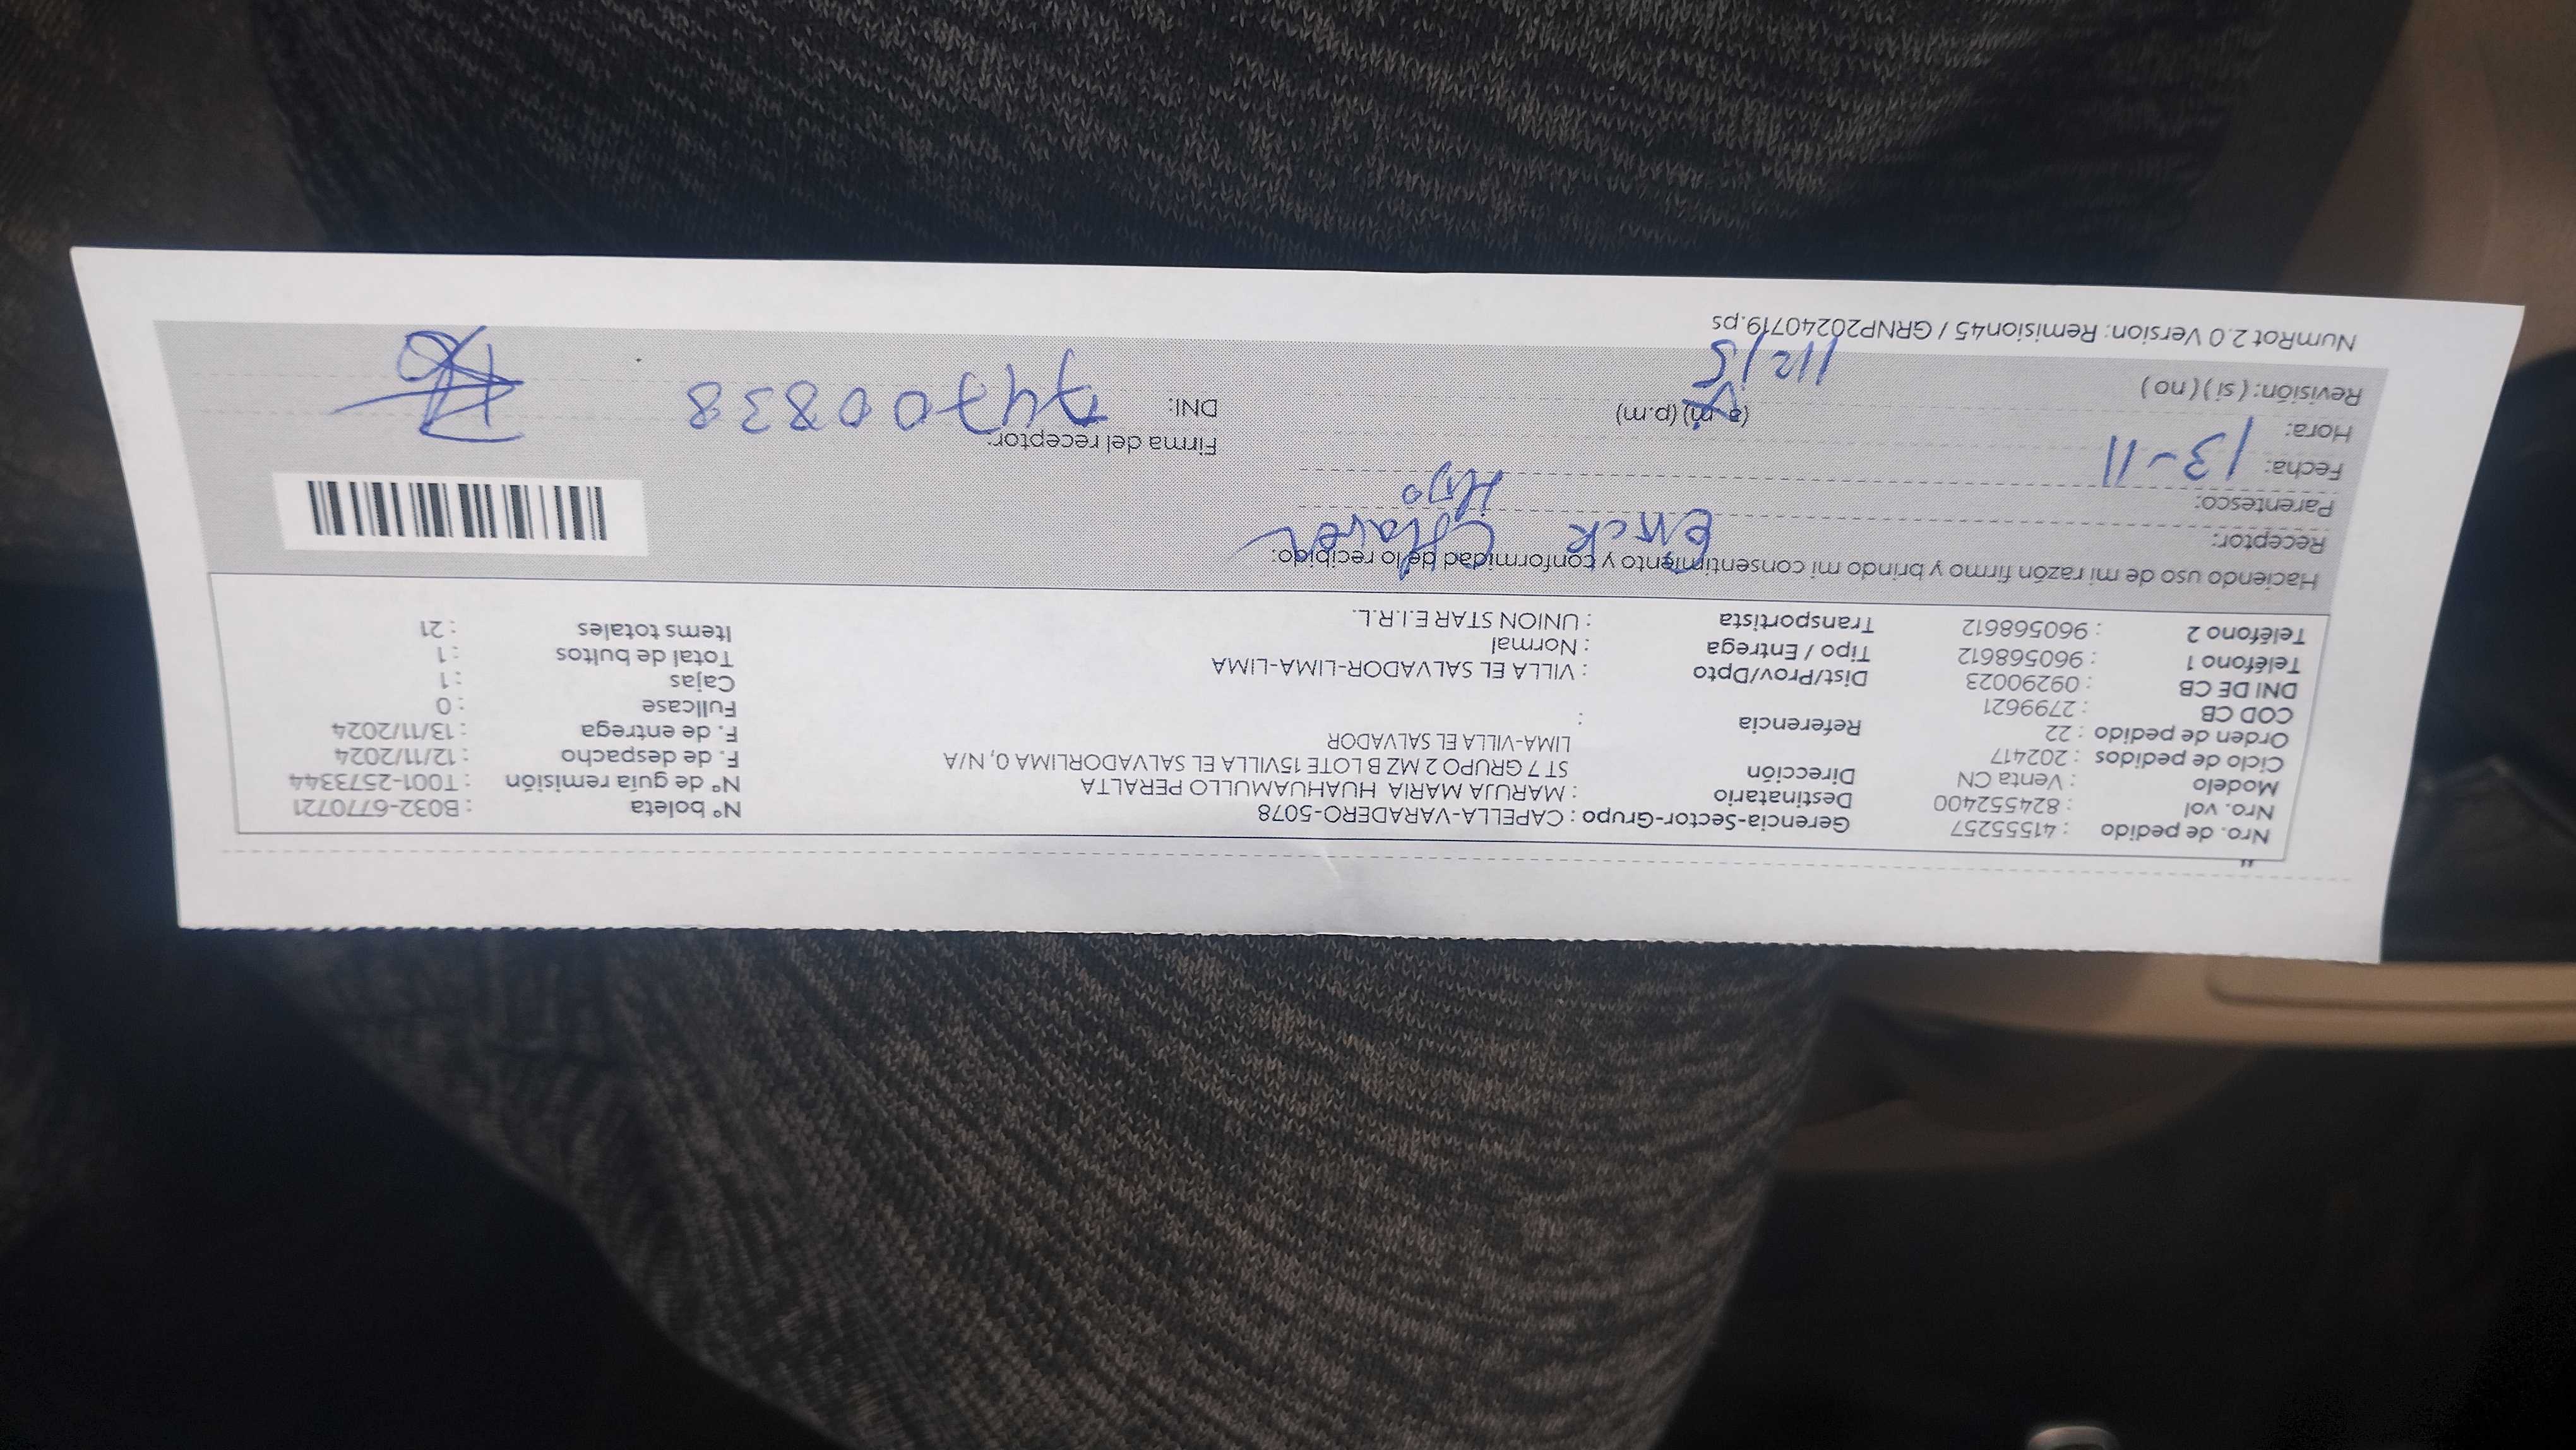 "
Nro. de pedido : 41555257 Gerencia-Sector-Grupo : CAPELLA-VARADERO-5078 N° boleta : B032-6770721
Nro. vol : 824552400 Destinatario : MARUJA MARIA HUAHUAMULLO PERALTA N° de guía remisión : T001-2573344
Modelo : Venta CN Dirección ST 7 GRUPO 2 MZ B LOTE 15VILLA EL SALVADORLIMA 0, N/A F. de despacho : 12/11/2024
Ciclo de pedidos : 202417 LIMA-VILLA EL SALVADOR F. de entrega : 13/11/2024
Orden de pedido : 22 Referencia : Fullcase : 0
COD CB : 2799621 Cajas : 1
DNI DE CB : 09290023 Dist/Prov/Dpto : VILLA EL SALVADOR-LIMA-LIMA Total de bultos : 1
Teléfono 1 : 960568612 Tipo / Entrega : Normal Items totales : 21
Teléfono 2 : 960568612 Transportista : UNION STAR E.I.R.L.
Haciendo uso de mi razón firmo y brindo mi consentimiento y conformidad de lo recibido:
Receptor: Erick
Parentesco: Hijo
Fecha: 13-11 Firma del receptor:
Hora: (a.m) (p.m) DNI: 74700838
Revisión: ( si ) ( no )
NumRot 2.0 Version: Remision45 / GRNP20240719.ps